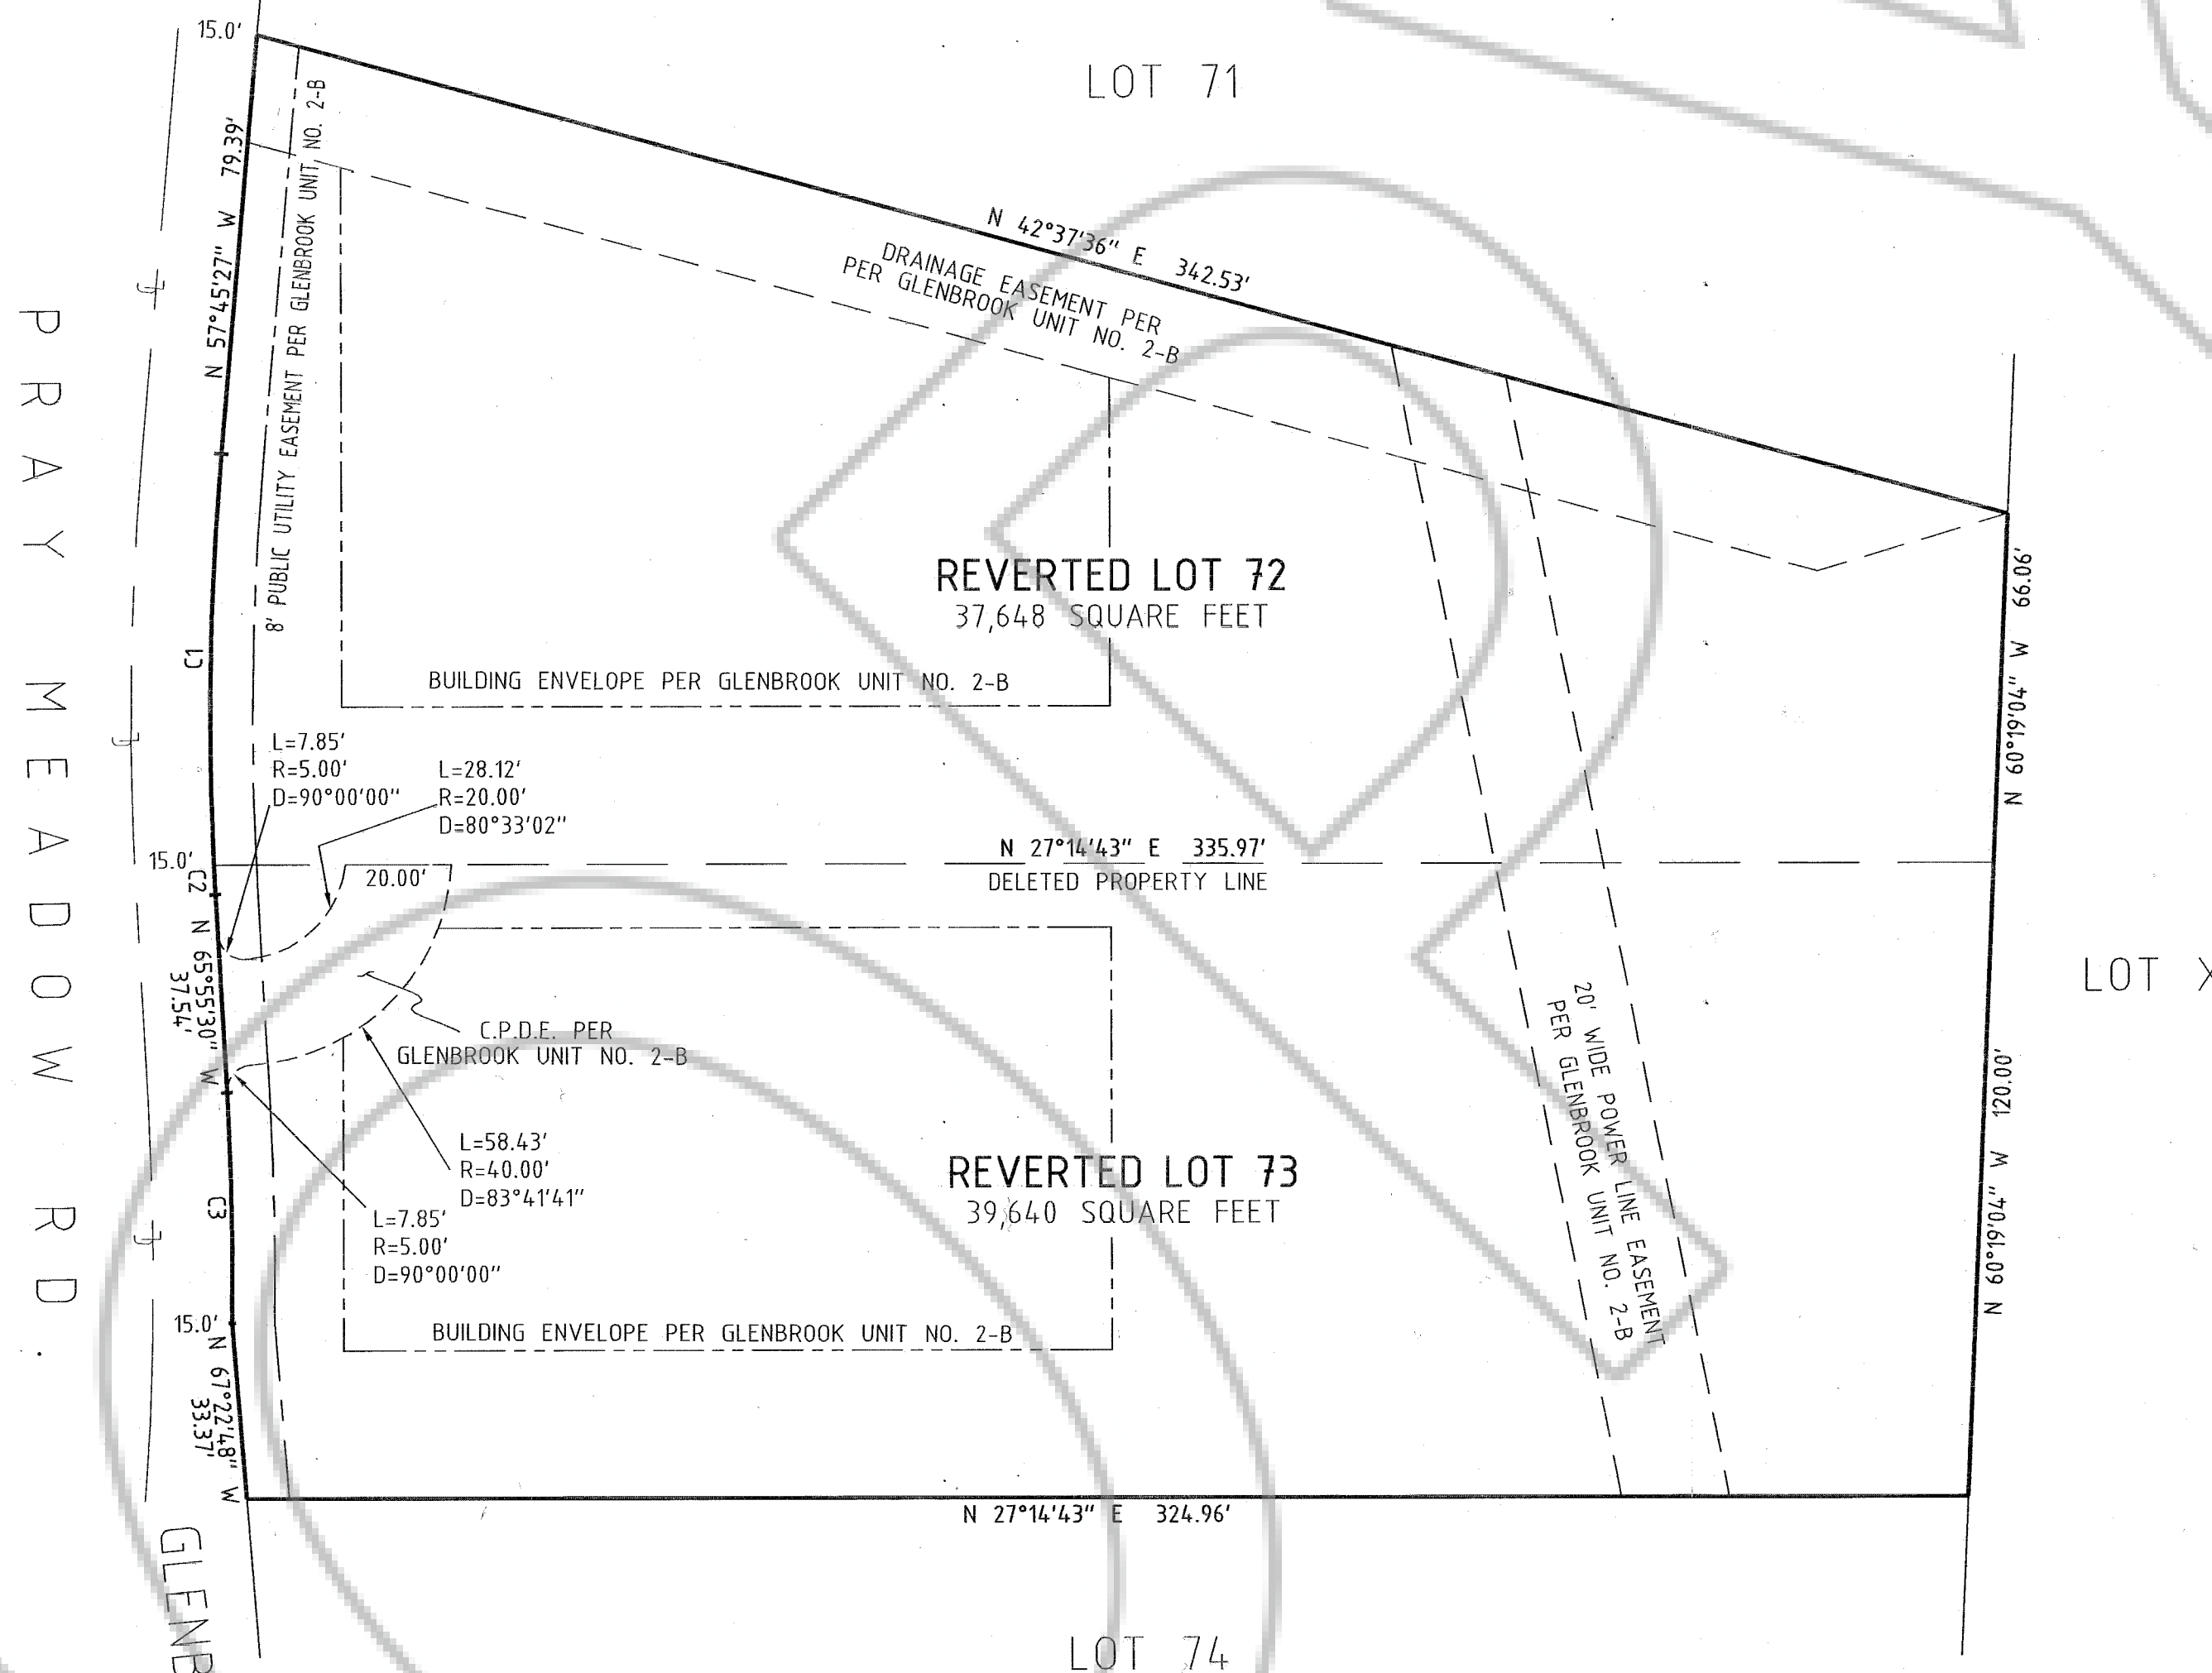 15.0'
LOT 71
N 57°45'27" W 79.39'
8' PUBLIC UTILITY EASEMENT PER GLENBROOK UNIT NO. 2-B
N 42°37'36" E 342.53'
DRAINAGE EASEMENT PER
PER GLENBROOK UNIT NO. 2-B
PRAY MEADOW RD.
REVERTED LOT 72
37,648 SQUARE FEET
N 60°19'04" W 66.06'
C1
BUILDING ENVELOPE PER GLENBROOK UNIT NO. 2-B
L=7.85'
R=5.00'
D=90°00'00"
L=28.12'
R=20.00'
D=80°33'02"
15.0'
20.00'
N 27°14'43" E 335.97'
DELETED PROPERTY LINE
C2
N 65°55'30" W
37.54'
C.P.D.E. PER
GLENBROOK UNIT NO. 2-B
LOT X
20' WIDE POWER LINE EASEMENT
PER GLENBROOK UNIT NO. 2-B
L=58.43'
R=40.00'
D=83°41'41"
REVERTED LOT 73
39,640 SQUARE FEET
N 60°19'04" W 120.00'
C3
L=7.85'
R=5.00'
D=90°00'00"
15.0'
BUILDING ENVELOPE PER GLENBROOK UNIT NO. 2-B
N 67°22'48" W
33.37'
N 27°14'43" E 324.96'
GLENB
LOT 74